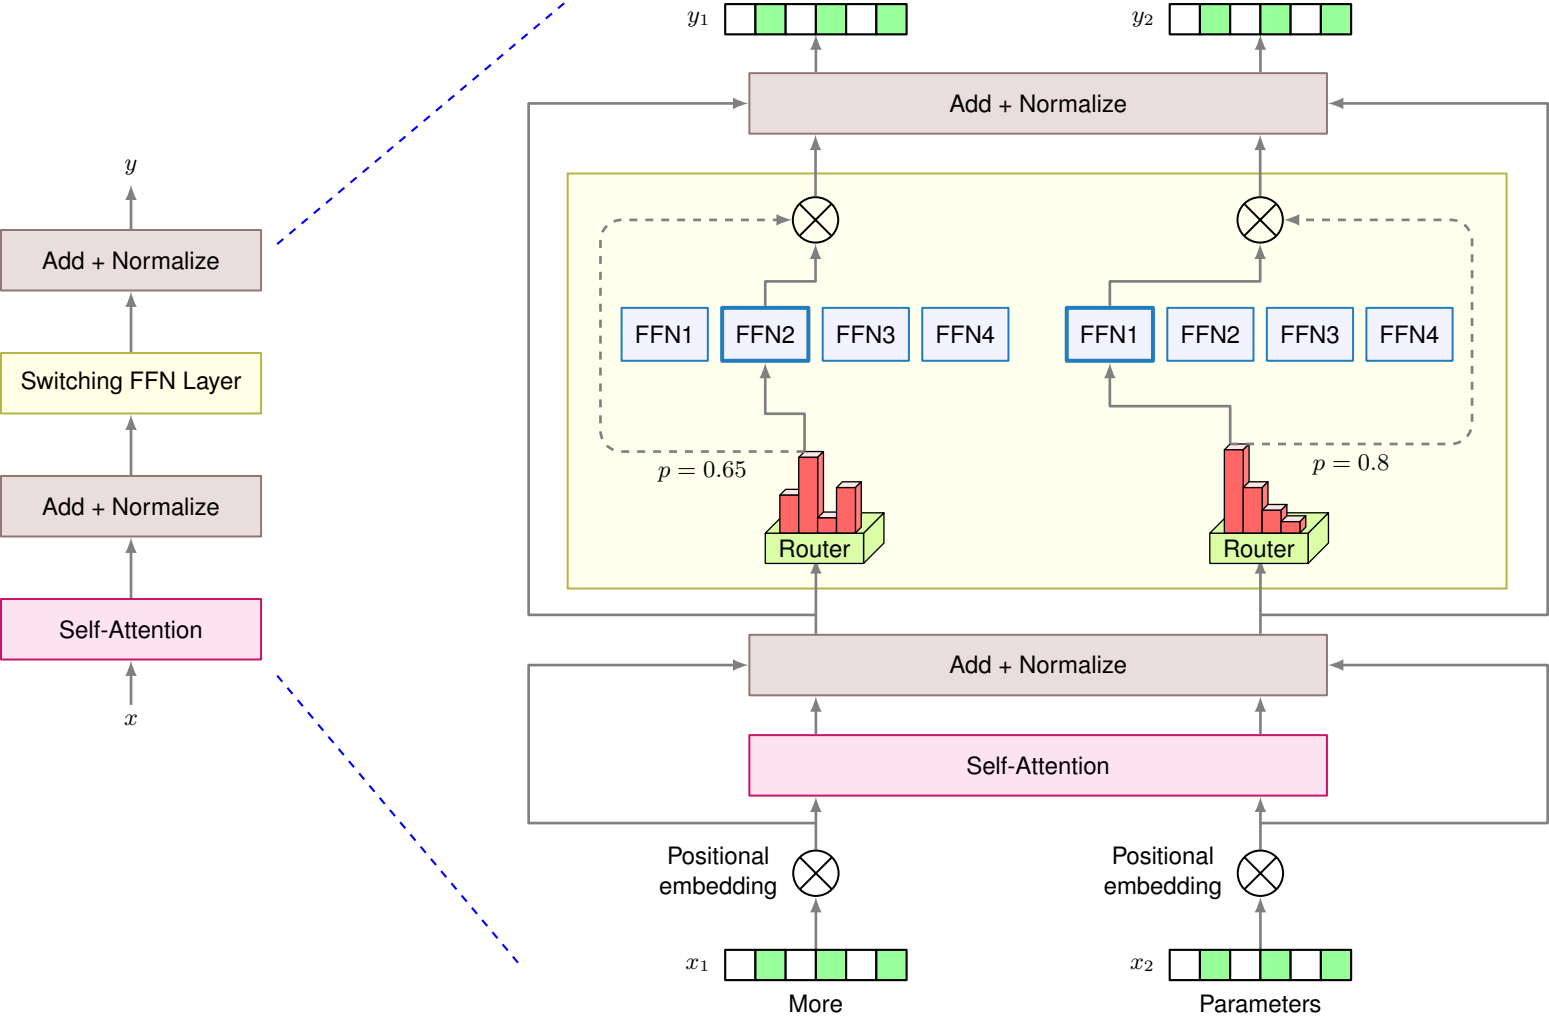 y
Add + Normalize
Switching FFN Layer
Add + Normalize
Self-Attention
x
y₁
y₂
Add + Normalize
FFN1 FFN2 FFN3 FFN4
FFN1 FFN2 FFN3 FFN4
p = 0.65
p = 0.8
Router
Router
Add + Normalize
Self-Attention
Positional
embedding
Positional
embedding
x₁
x₂
More
Parameters